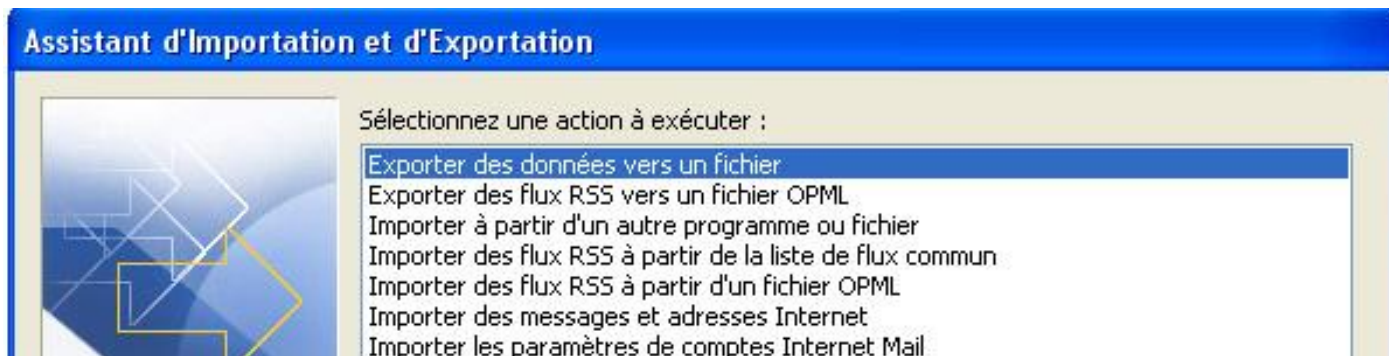 Assistant d'Importation et d'Exportation
Sélectionnez une action à exécuter :
Exporter des données vers un fichier
Exporter des flux RSS vers un fichier OPML
Importer à partir d'un autre programme ou fichier
Importer des flux RSS à partir de la liste de flux commun
Importer des flux RSS à partir d'un fichier OPML
Importer des messages et adresses Internet
Importer les paramètres de comptes Internet Mail